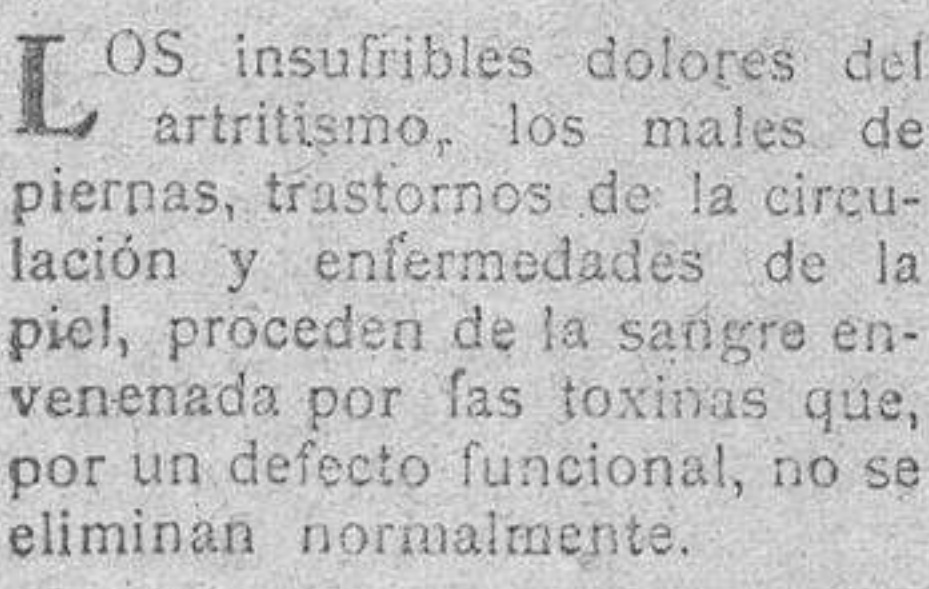 LOS insufribles dolores del
artritismo, los males de
piernas, trastornos de la circu-
lación y enfermedades de la
piel, proceden de la sangre en-
venenada por las toxinas que,
por un defecto funcional, no se
eliminan normalmente.